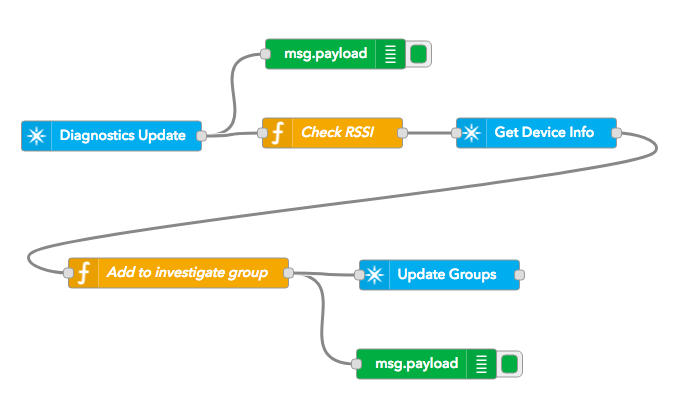 msg.payload
Diagnostics Update
Check RSSI
Get Device Info
Add to investigate group
Update Groups
msg.payload